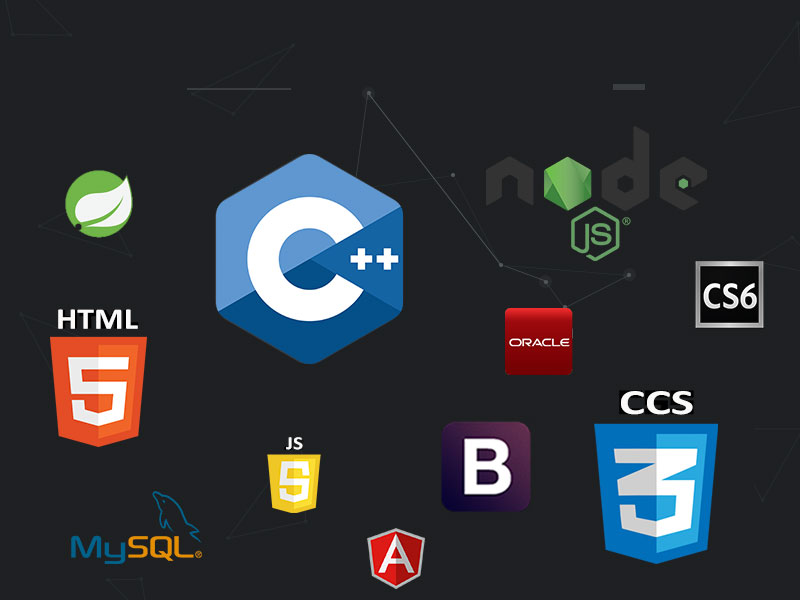 node
JS®
C++
CS6
HTML
5
ORACLE
CCS
3
B
JS
5
MySQL®
A